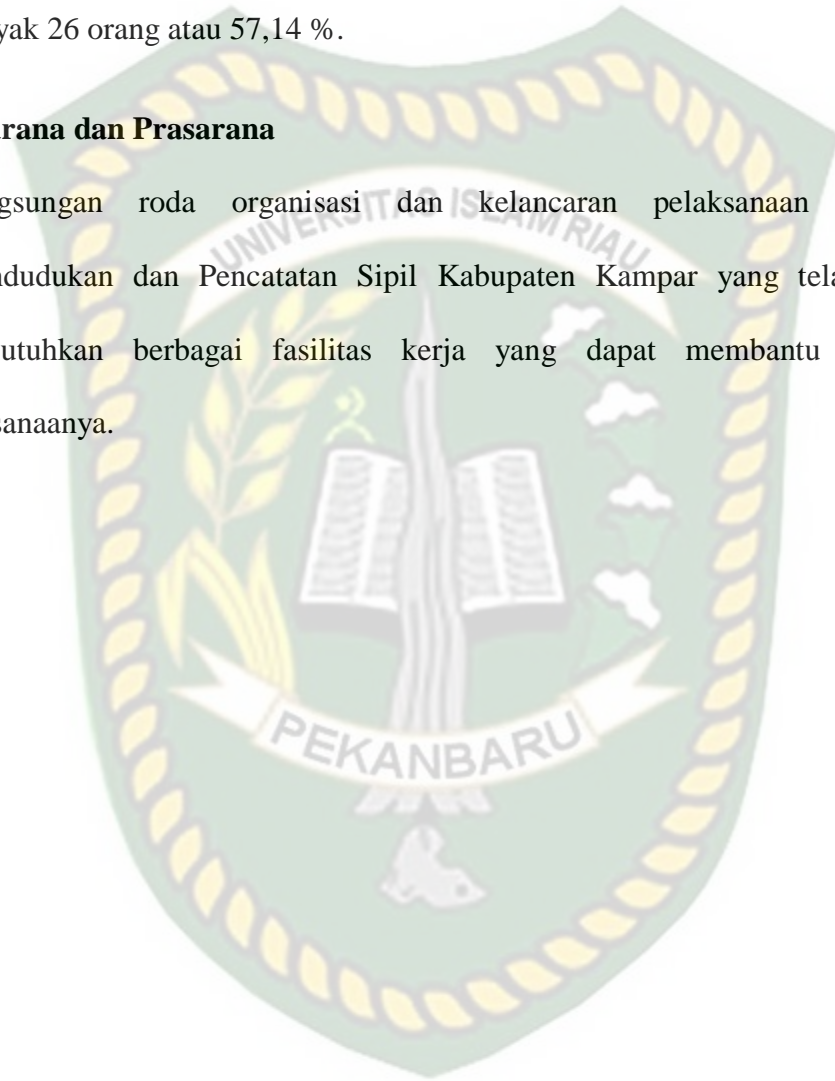 yak 26 orang atau 57,14 %.
rana dan Prasarana
gsungan roda organisasi dan kelancaran pelaksanaan
ndudukan dan Pencatatan Sipil Kabupaten Kampar yang tela
utuhkan berbagai fasilitas kerja yang dapat membantu
sanaanya.
UNIVERSITAS ISLAM RIAU
PEKANBARU